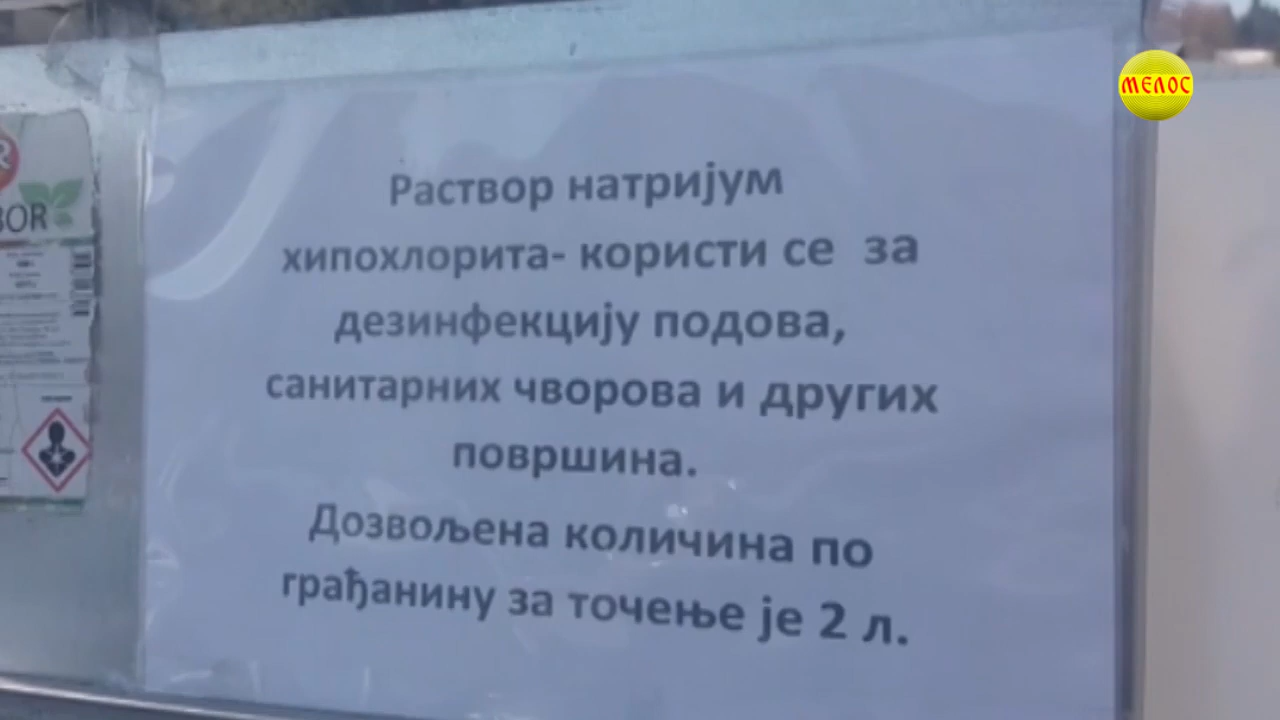 МЕЛОС
R
BOR
Раствор натријум
хипохлорита- користи се за
дезинфекцију подова,
санитарних чворова и других
површина.
Дозвољена количина по
грађанину за точење је 2 л.